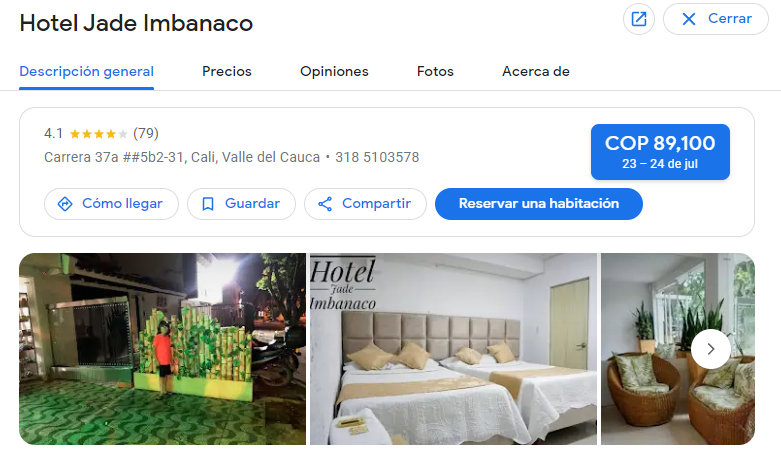 Hotel Jade Imbanaco
Cerrar
Descripción general
Precios
Opiniones
Fotos
Acerca de
4.1 ★★★★★ (79)
COP 89,100
23 – 24 de jul
Carrera 37a ##5b2-31, Cali, Valle del Cauca • 318 5103578
Cómo llegar
Guardar
Compartir
Reservar una habitación
Hotel
Jade
Imbanaco